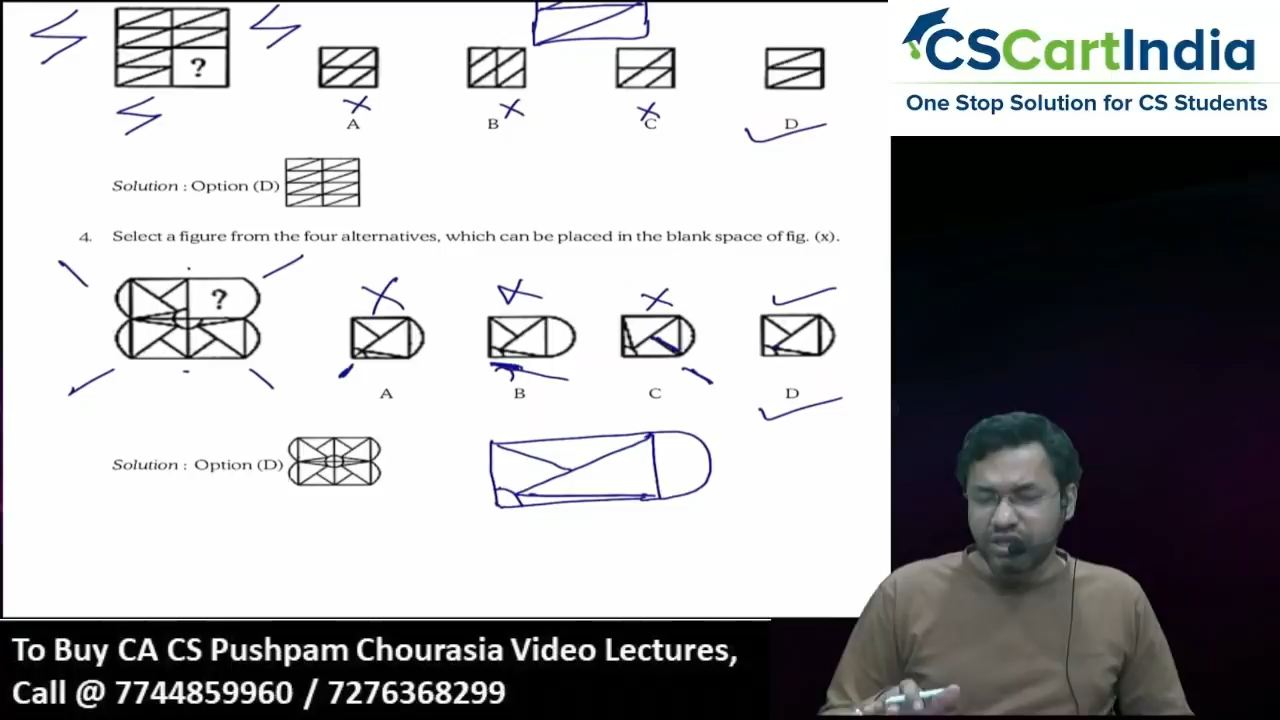 ?
A
B
C
D
Solution : Option (D)
4. Select a figure from the four alternatives, which can be placed in the blank space of fig. (x).
?
A
B
C
D
Solution : Option (D)
CSCartIndia
One Stop Solution for CS Students
To Buy CA CS Pushpam Chourasia Video Lectures,
Call @ 7744859960 / 7276368299